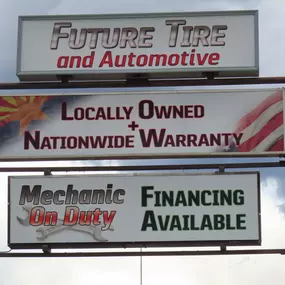 FUTURE TIRE
and AUTOMOTIVE
LOCALLY OWNED
+
NATIONWIDE WARRANTY
Mechanic
On Duty
FINANCING
AVAILABLE